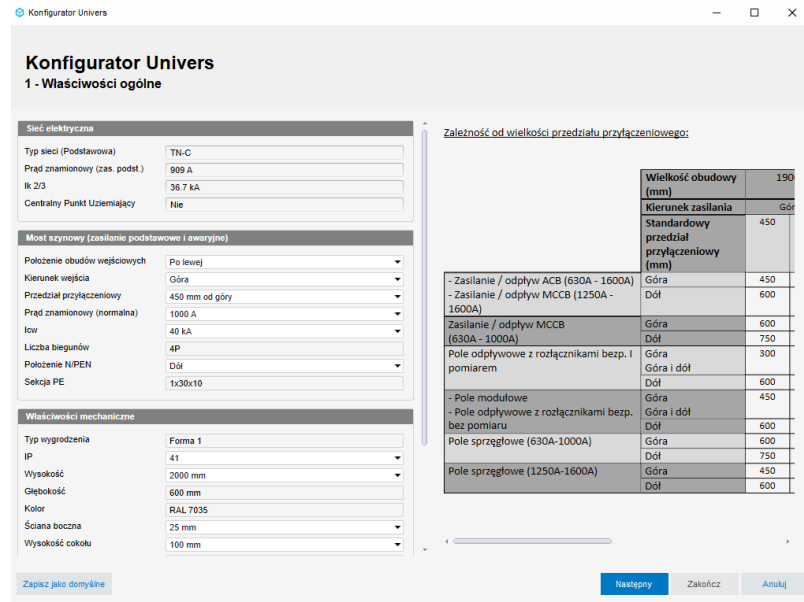 Konfigurator Univers
Konfigurator Univers
1 - Właściwości ogólne
Sieć elektryczna
Typ sieci (Podstawowa) TN-C
Prąd znamionowy (zas. podst.) 909 A
Ik 2/3 36.7 kA
Centralny Punkt Uziemiający Nie
Most szynowy (zasilanie podstawowe i awaryjne)
Położenie obudów wejściowych Po lewej
Kierunek wejścia Góra
Przedział przyłączeniowy 450 mm od góry
Prąd znamionowy (normalna) 1000 A
Icw 40 kA
Liczba biegunów 4P
Położenie N/PEN Dół
Sekcja PE 1x30x10
Właściwości mechaniczne
Typ wygrodzenia Forma 1
IP 41
Wysokość 2000 mm
Głębokość 600 mm
Kolor RAL 7035
Ściana boczna 25 mm
Wysokość cokołu 100 mm
Zależność od wielkości przedziału przyłączeniowego:
Wielkość obudowy 190
(mm)
Kierunek zasilania Gór
Standardowy 450
przedział
przyłączeniowy
(mm)
- Zasilanie / odpływ ACB (630A - 1600A) Góra 450
- Zasilanie / odpływ MCCB (1250A - Dół 600
1600A)
Zasilanie / odpływ MCCB Góra 600
(630A - 1000A) Dół 750
Pole odpływowe z rozłącznikami bezp. I Góra 300
pomiarem Góra i dół
Dół 600
- Pole modułowe Góra 450
- Pole odpływowe z rozłącznikami bezp. Góra i dół
bez pomiaru Dół 600
Pole sprzęgłowe (630A-1000A) Góra 600
Dół 750
Pole sprzęgłowe (1250A-1600A) Góra 450
Dół 600
Zapisz jako domyślne
Następny
Zakończ
Anuluj